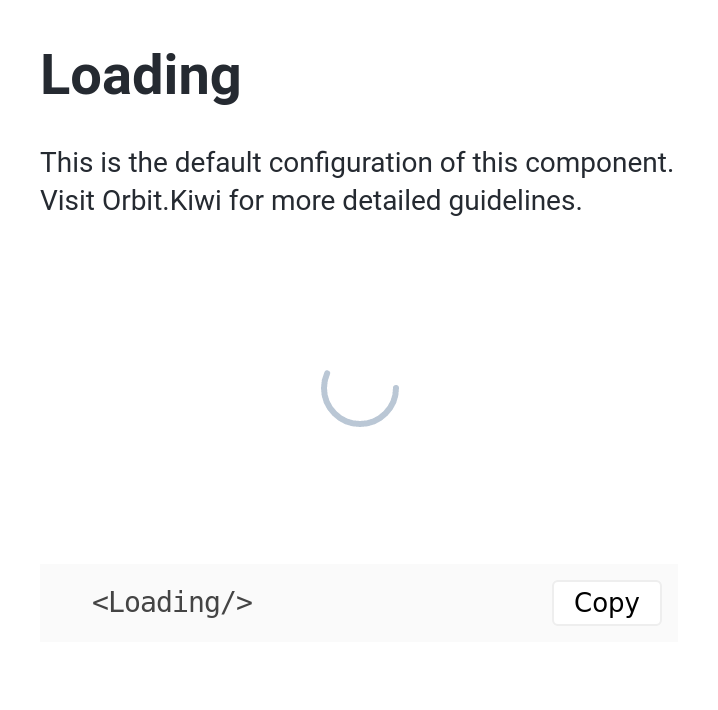 Loading
This is the default configuration of this component.
Visit Orbit.Kiwi for more detailed guidelines.
<Loading/>
Copy